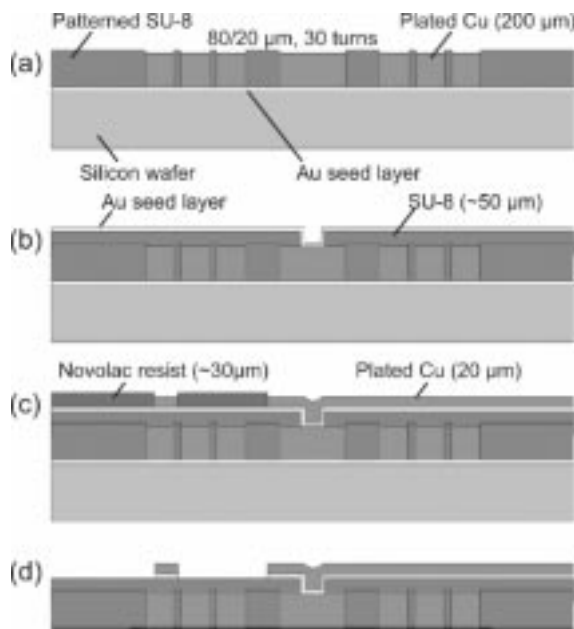 Patterned SU-8
Plated Cu (200 µm)
80/20 µm, 30 turns
(a)
Silicon wafer
Au seed layer
Au seed layer
SU-8 (~50 µm)
(b)
Novolac resist (~30µm)
Plated Cu (20 µm)
(c)
(d)